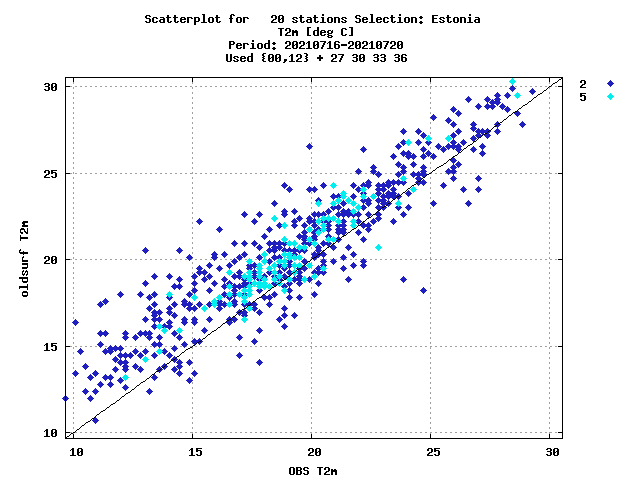 Scatterplot for   20 stations Selection: Estonia
T2m [deg C]
Period: 20210716-20210720
Used {00,12} + 27 30 33 36
2
5
30
25
20
15
10
oldsurf T2m
10 15 20 25 30
OBS T2m